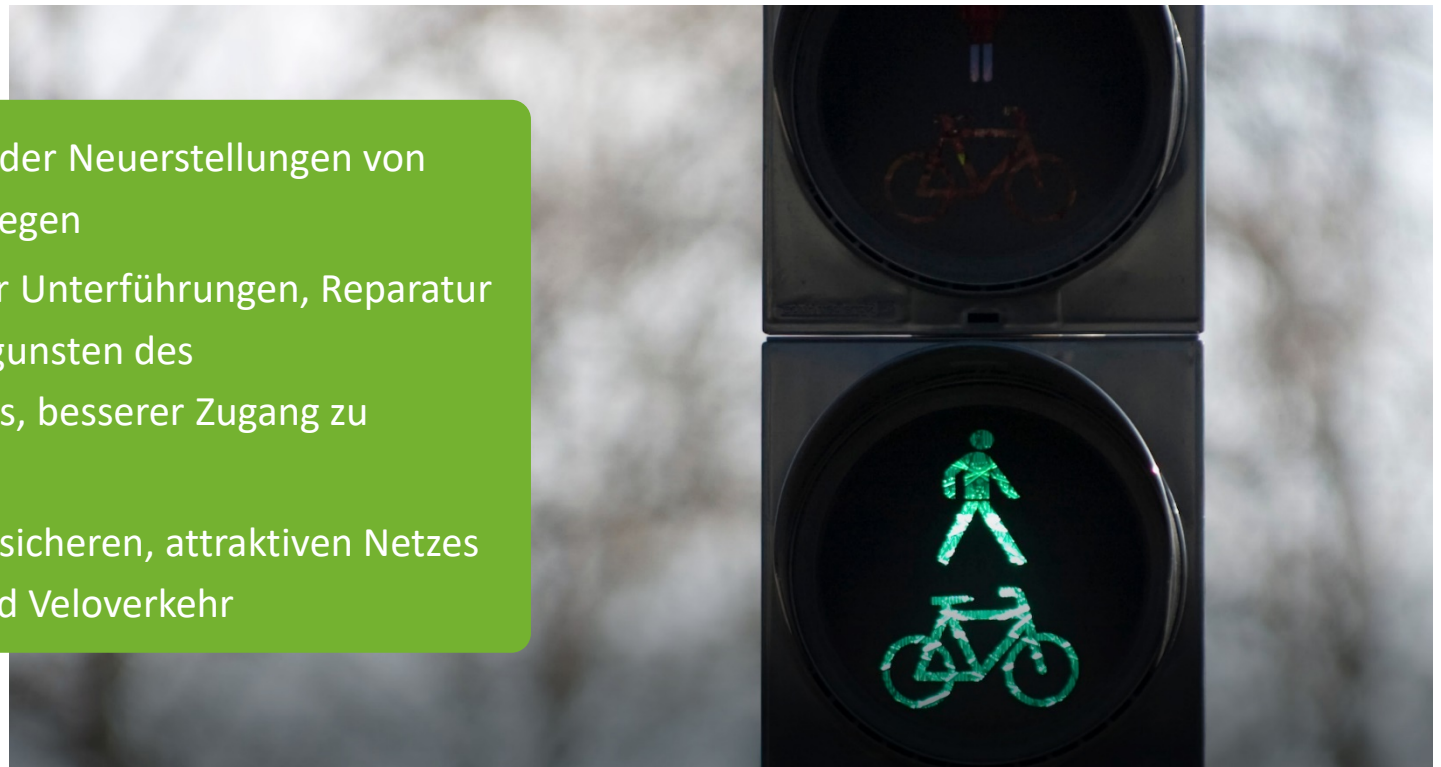 der Neuerstellungen von
egen
r Unterführungen, Reparatur
gunsten des
s, besserer Zugang zu
sicheren, attraktiven Netzes
d Veloverkehr